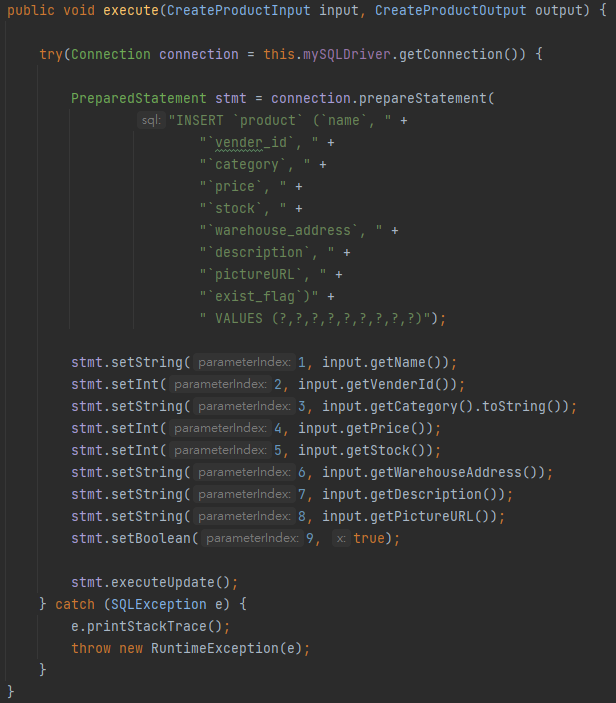 public void execute(CreateProductInput input, CreateProductOutput output) {
try(Connection connection = this.mySQLDriver.getConnection()) {
PreparedStatement stmt = connection.prepareStatement(
sql: "INSERT `product` (`name`, " +
"`vender_id`, " +
"`category`, " +
"`price`, " +
"`stock`, " +
"`warehouse_address`, " +
"`description`, " +
"`pictureURL`, " +
"`exist_flag`)" +
" VALUES (?,?,?,?,?,?,?,?,?)");
stmt.setString( parameterIndex: 1, input.getName());
stmt.setInt( parameterIndex: 2, input.getVenderId());
stmt.setString( parameterIndex: 3, input.getCategory().toString());
stmt.setInt( parameterIndex: 4, input.getPrice());
stmt.setInt( parameterIndex: 5, input.getStock());
stmt.setString( parameterIndex: 6, input.getWarehouseAddress());
stmt.setString( parameterIndex: 7, input.getDescription());
stmt.setString( parameterIndex: 8, input.getPictureURL());
stmt.setBoolean( parameterIndex: 9, x: true);
stmt.executeUpdate();
} catch (SQLException e) {
e.printStackTrace();
throw new RuntimeException(e);
}
}